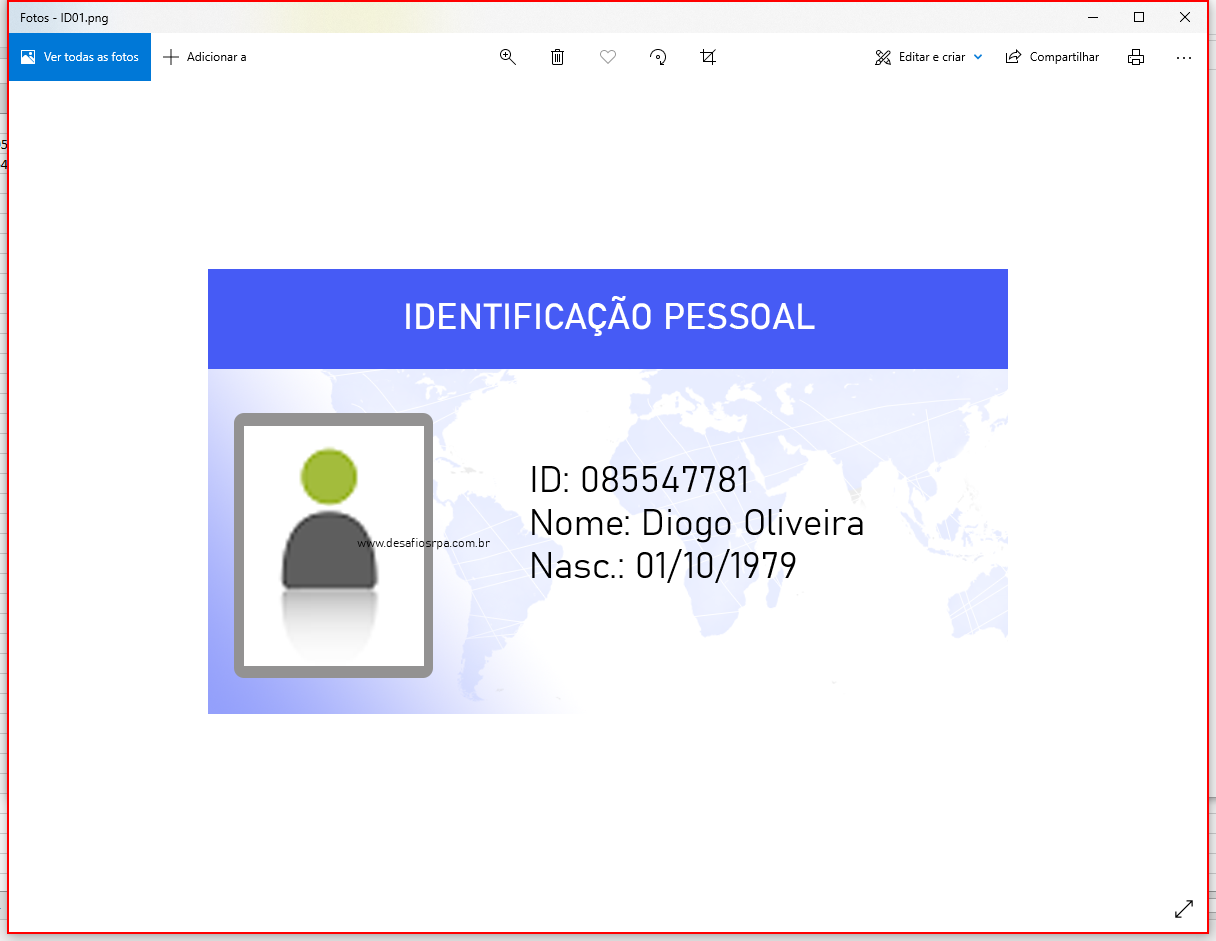 Fotos - ID01.png
Ver todas as fotos
Adicionar a
Editar e criar
Compartilhar
IDENTIFICAÇÃO PESSOAL
ID: 085547781
Nome: Diogo Oliveira
www.desafiosrpa.com.br
Nasc.: 01/10/1979